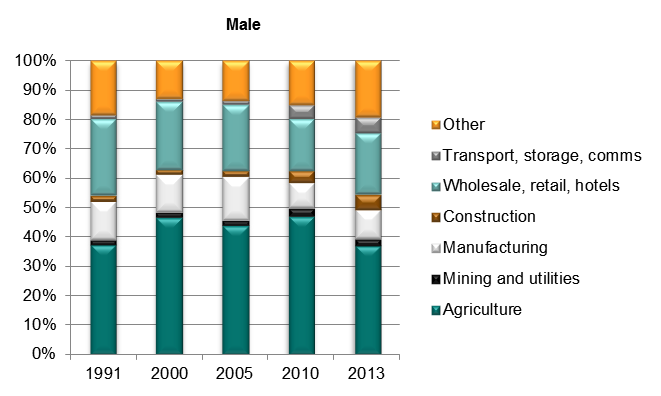 Male
100%
90%
80%
70%
60%
50%
40%
30%
20%
10%
0%
1991 2000 2005 2010 2013
Other
Transport, storage, comms
Wholesale, retail, hotels
Construction
Manufacturing
Mining and utilities
Agriculture